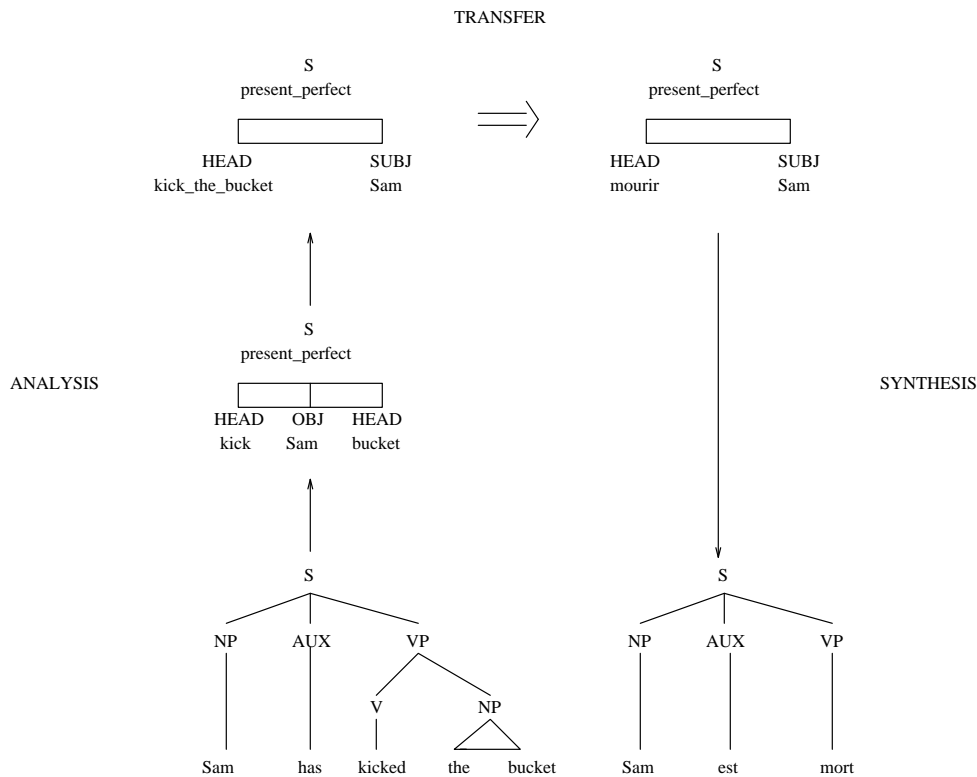 TRANSFER
S S
present_perfect present_perfect
HEAD SUBJ HEAD SUBJ
kick_the_bucket Sam mourir Sam
S
present_perfect
ANALYSIS SYNTHESIS
HEAD OBJ HEAD
kick Sam bucket
S S
NP AUX VP NP AUX VP
V NP
Sam has kicked the bucket Sam est mort